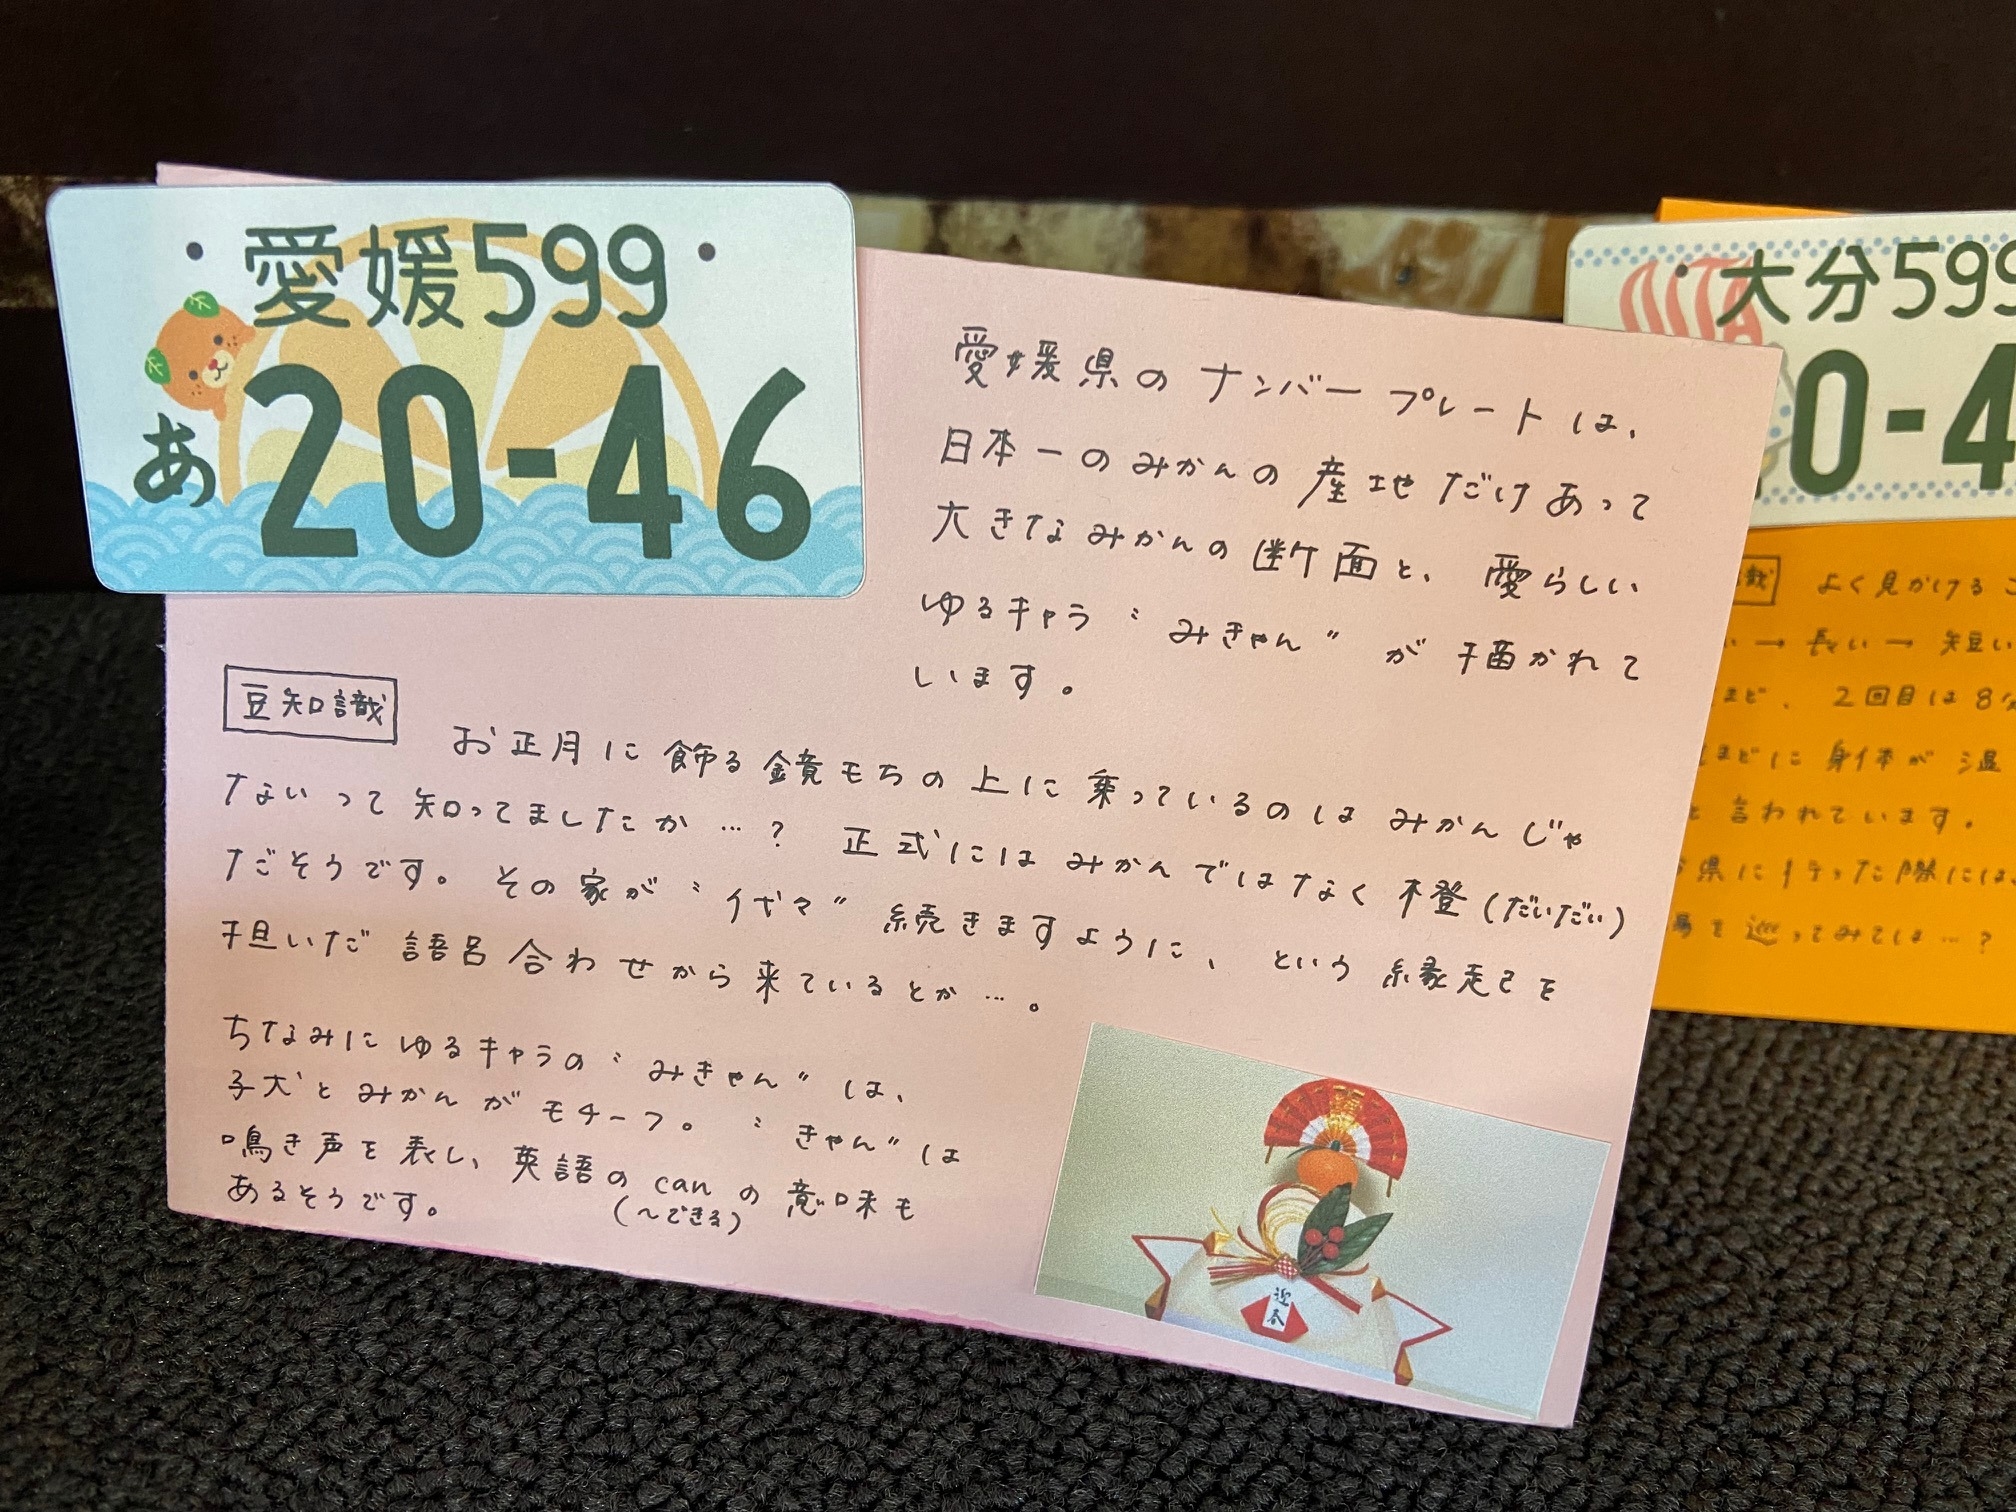 愛媛599
あ 20-46
愛媛県のナンバープレートは、
日本一のみかんの産地だけあって
大きなみかんの断面と、愛らしい
ゆるキャラ〝みきゃん〟が描かれて
います。
豆知識 お正月に飾る鏡もちの上に乗っているのはみかんじゃ
ないって知ってましたか…? 正式にはみかんではなく橙(だいだい)
だそうです。その家が〝代々〟続きますように、という縁起を
担いだ語呂合わせから来ているとか…。
ちなみにゆるキャラの〝みきゃん〟は、
子犬とみかんがモチーフ。〝きゃん〟は
鳴き声を表し、英語のcanの意味も
(~できる)
あるそうです。
迎春
大分599
0-4
よく見かける
い→長い→短い
まど、2回目は8
ほどに身体が温
と言われています。
県に行った際には
を巡ってみては…?